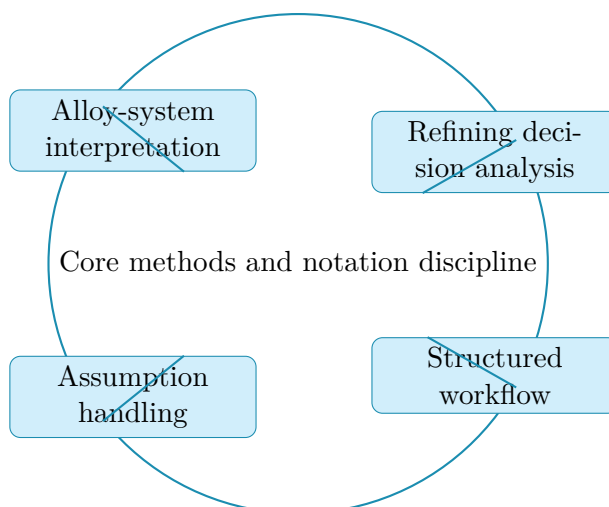 Alloy-system
interpretation
Refining deci-
sion analysis
Core methods and notation discipline
Assumption
handling
Structured
workflow